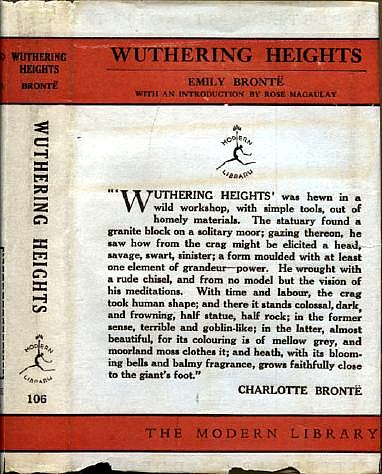 WUTHERING
HEIGHTS
BRONTË
WUTHERING HEIGHTS
MODERN
LIBRARY
106
WUTHERING HEIGHTS
EMILY BRONTË
WITH AN INTRODUCTION BY ROSE MACAULAY
MODERN
LIBRARY
"'WUTHERING HEIGHTS' was hewn in a
wild workshop, with simple tools, out of
homely materials. The statuary found a
granite block on a solitary moor; gazing thereon, he
saw how from the crag might be elicited a head,
savage, swart, sinister; a form moulded with at least
one element of grandeur—power. He wrought with
a rude chisel, and from no model but the vision of
his meditations. With time and labour, the crag
took human shape; and there it stands colossal, dark,
and frowning, half statue, half rock; in the former
sense, terrible and goblin-like; in the latter, almost
beautiful, for its colouring is of mellow grey, and
moorland moss clothes it; and heath, with its bloom-
ing bells and balmy fragrance, grows faithfully close
to the giant's foot."
CHARLOTTE BRONTË
THE MODERN LIBRARY